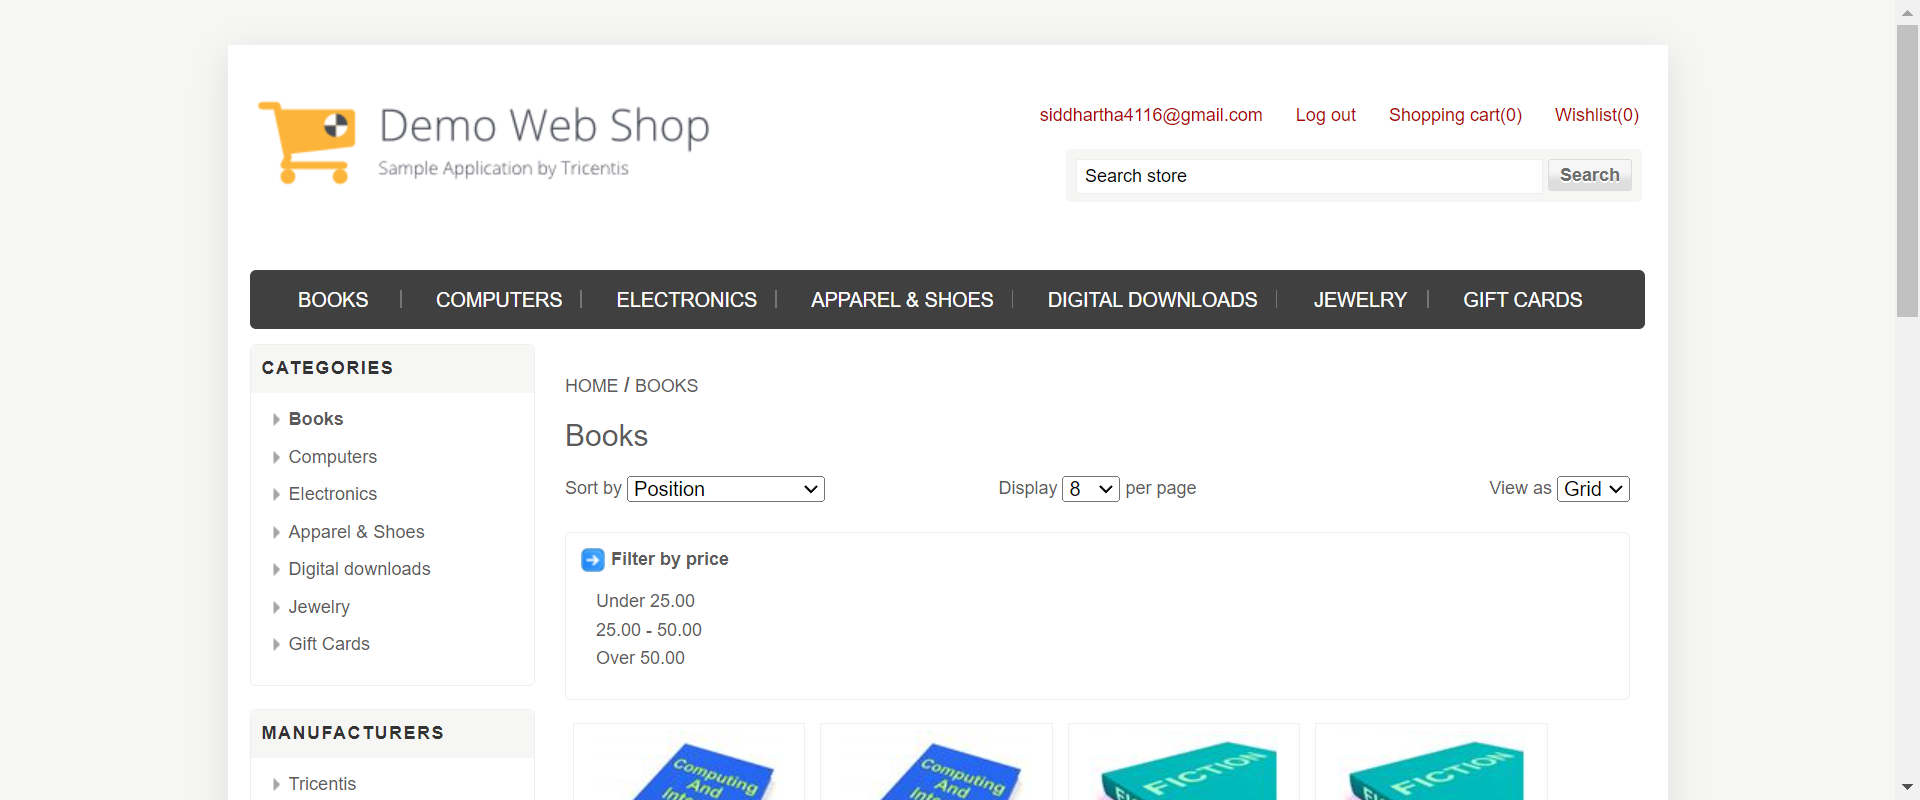 Demo Web Shop
Sample Application by Tricentis
siddhartha4116@gmail.com Log out Shopping cart(0) Wishlist(0)
Search store Search
BOOKS COMPUTERS ELECTRONICS APPAREL & SHOES DIGITAL DOWNLOADS JEWELRY GIFT CARDS
CATEGORIES
Books
Computers
Electronics
Apparel & Shoes
Digital downloads
Jewelry
Gift Cards
MANUFACTURERS
Tricentis
HOME / BOOKS
Books
Sort by Position Display 8 per page View as Grid
Filter by price
Under 25.00
25.00 - 50.00
Over 50.00
Computing
And
Computing
And
FICTION
FICTION